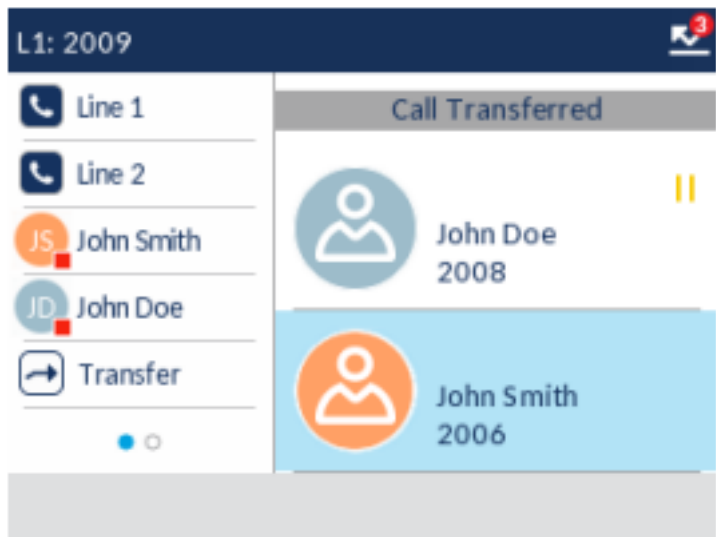 L1: 2009
3
Line 1
Line 2
JS John Smith
JD John Doe
Transfer
Call Transferred
John Doe
2008
John Smith
2006